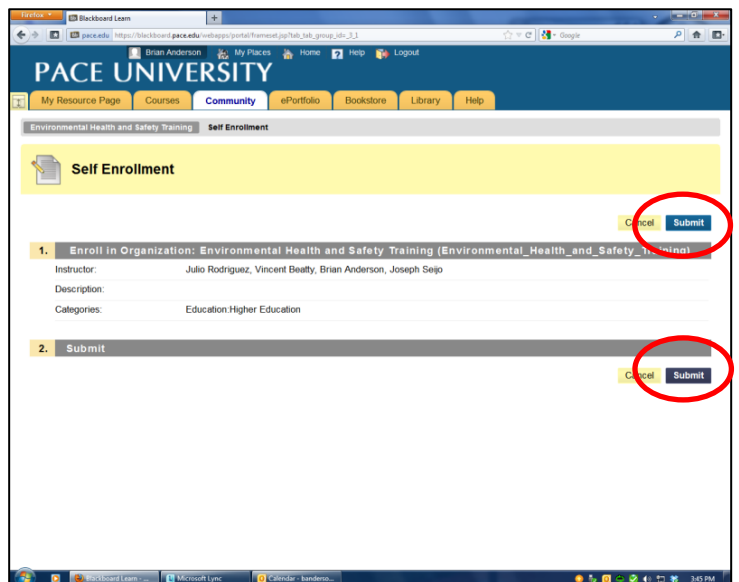 Firefox
Blackboard Learn
pace.edu https://blackboard.pace.edu/webapps/portal/frameset.jsp?tab_tab_group_id=_3_1
Google
Brian Anderson My Places Home Help Logout
PACE UNIVERSITY
My Resource Page Courses Community ePortfolio Bookstore Library Help
Environmental Health and Safety Training Self Enrollment
Self Enrollment
Cancel Submit
1. Enroll in Organization: Environmental Health and Safety Training (Environmental_Health_and_Safety_Training)
Instructor: Julio Rodriguez, Vincent Beatty, Brian Anderson, Joseph Seijo
Description:
Categories: Education:Higher Education
2. Submit
Cancel Submit
Blackboard Learn - ... Microsoft Lync Calendar - banderso... 3:45 PM